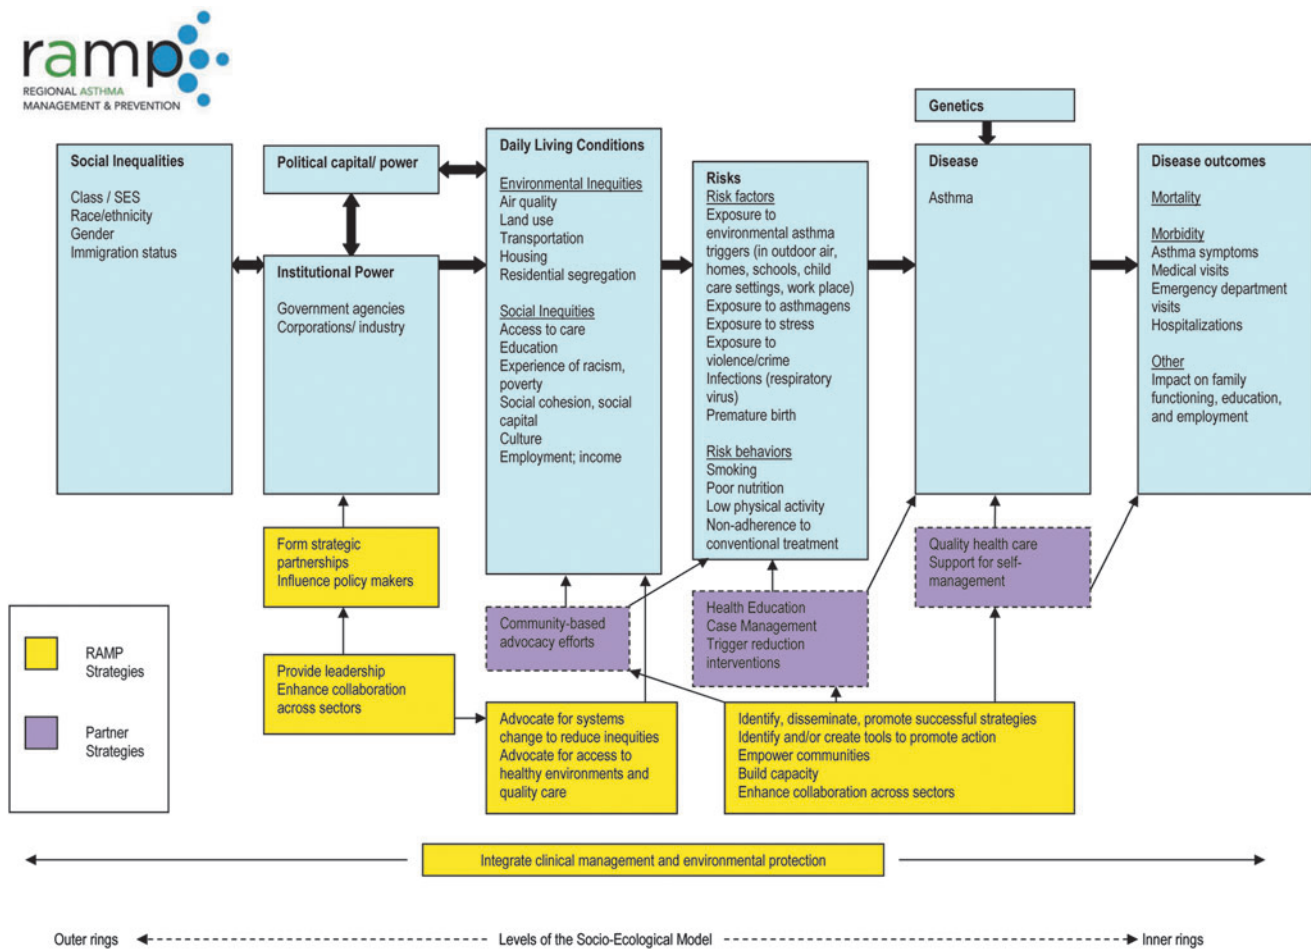 ramp
REGIONAL ASTHMA
MANAGEMENT & PREVENTION
Social Inequalities
Class / SES
Race/ethnicity
Gender
Immigration status
Political capital/ power
Institutional Power
Government agencies
Corporations/ industry
Daily Living Conditions
Environmental Inequities
Air quality
Land use
Transportation
Housing
Residential segregation
Social Inequities
Access to care
Education
Experience of racism,
poverty
Social cohesion, social
capital
Culture
Employment; income
Risks
Risk factors
Exposure to
environmental asthma
triggers (in outdoor air,
homes, schools, child
care settings, work place)
Exposure to asthmagens
Exposure to stress
Exposure to
violence/crime
Infections (respiratory
virus)
Premature birth
Risk behaviors
Smoking
Poor nutrition
Low physical activity
Non-adherence to
conventional treatment
Genetics
Disease
Asthma
Disease outcomes
Mortality
Morbidity
Asthma symptoms
Medical visits
Emergency department
visits
Hospitalizations
Other
Impact on family
functioning, education,
and employment
Form strategic
partnerships
Influence policy makers
Provide leadership
Enhance collaboration
across sectors
Community-based
advocacy efforts
Health Education
Case Management
Trigger reduction
interventions
Quality health care
Support for self-
management
Advocate for systems
change to reduce inequities
Advocate for access to
healthy environments and
quality care
Identify, disseminate, promote successful strategies
Identify and/or create tools to promote action
Empower communities
Build capacity
Enhance collaboration across sectors
RAMP
Strategies
Partner
Strategies
Integrate clinical management and environmental protection
Outer rings
Levels of the Socio-Ecological Model
Inner rings